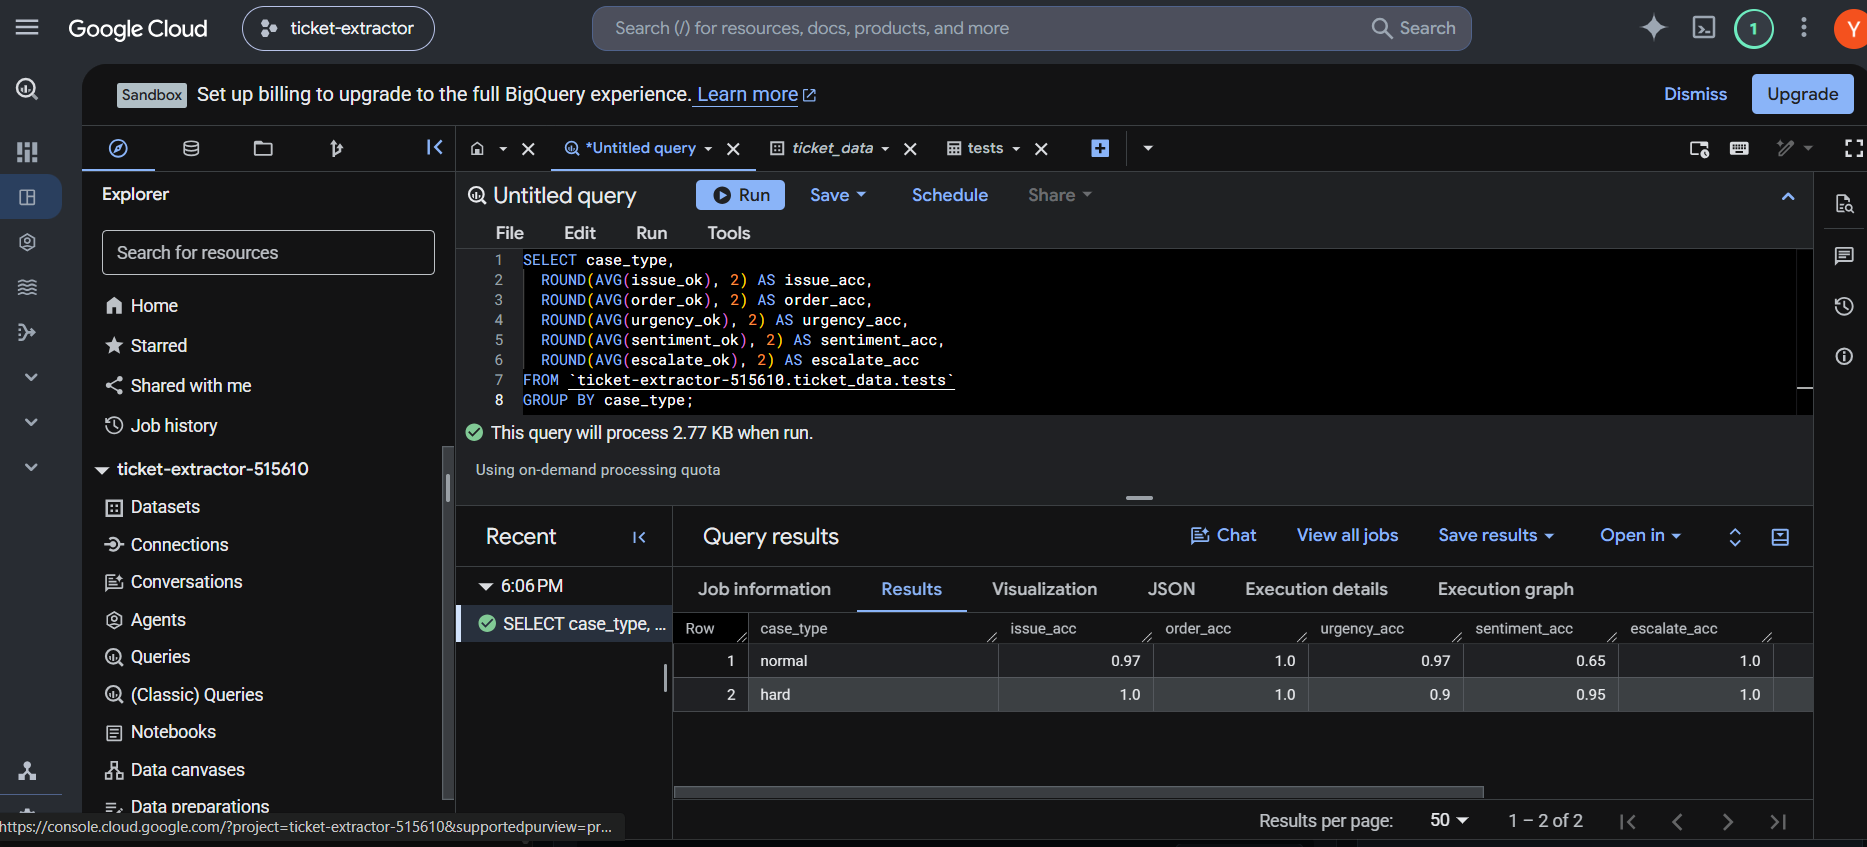 Google Cloud
ticket-extractor
Search (/) for resources, docs, products, and more
Search
1
Y
Sandbox
Set up billing to upgrade to the full BigQuery experience. Learn more
Dismiss
Upgrade
*Untitled query
ticket_data
tests
Explorer
Search for resources
Home
Starred
Shared with me
Job history
ticket-extractor-515610
Datasets
Connections
Conversations
Agents
Queries
(Classic) Queries
Notebooks
Data canvases
Data preparations
https://console.cloud.google.com/?project=ticket-extractor-515610&supportedpurview=pr...
Untitled query
Run
Save
Schedule
Share
File
Edit
Run
Tools
1 SELECT case_type,
2 ROUND(AVG(issue_ok), 2) AS issue_acc,
3 ROUND(AVG(order_ok), 2) AS order_acc,
4 ROUND(AVG(urgency_ok), 2) AS urgency_acc,
5 ROUND(AVG(sentiment_ok), 2) AS sentiment_acc,
6 ROUND(AVG(escalate_ok), 2) AS escalate_acc
7 FROM `ticket-extractor-515610.ticket_data.tests`
8 GROUP BY case_type;
This query will process 2.77 KB when run.
Using on-demand processing quota
Recent
6:06 PM
SELECT case_type, ...
Query results
Chat
View all jobs
Save results
Open in
Job information
Results
Visualization
JSON
Execution details
Execution graph
Row case_type issue_acc order_acc urgency_acc sentiment_acc escalate_acc
1 normal 0.97 1.0 0.97 0.65 1.0
2 hard 1.0 1.0 0.9 0.95 1.0
Results per page: 50 1 – 2 of 2